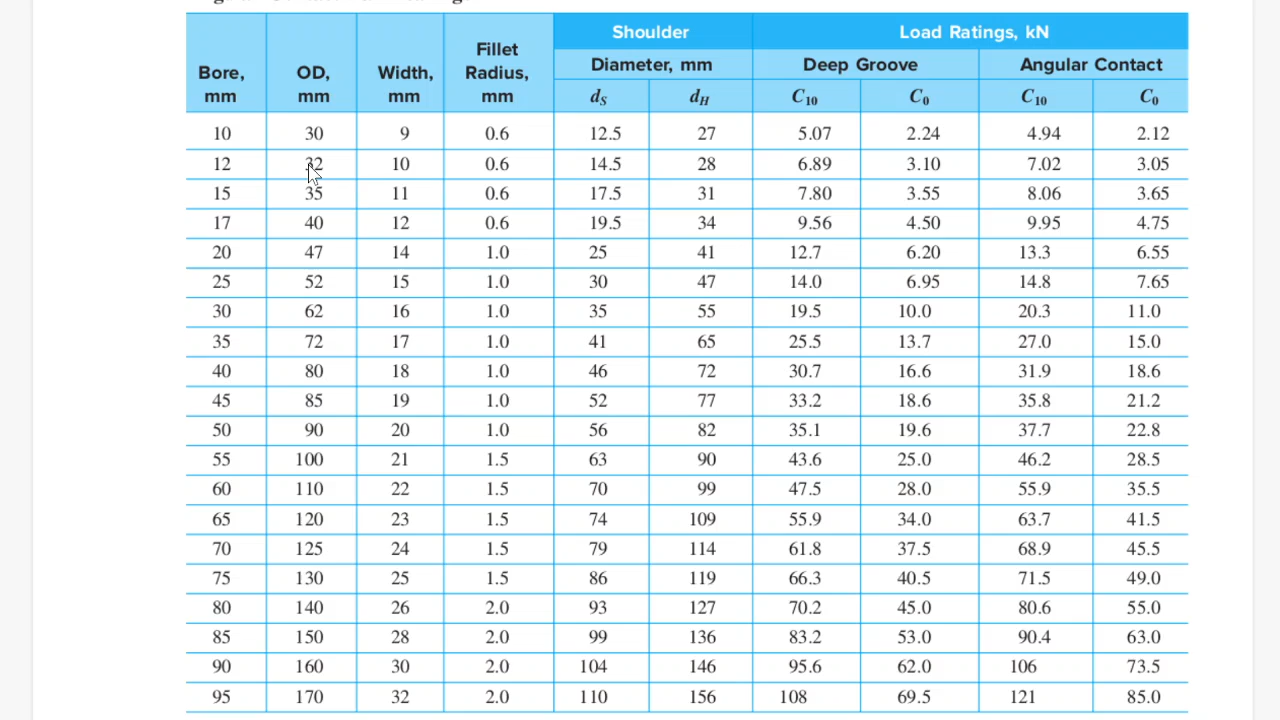 Shoulder Load Ratings, kN
Fillet
Diameter, mm Deep Groove Angular Contact
Bore, OD, Width, Radius,
mm mm mm mm dS dH C10 C0 C10 C0
10 30 9 0.6 12.5 27 5.07 2.24 4.94 2.12
12 32 10 0.6 14.5 28 6.89 3.10 7.02 3.05
15 35 11 0.6 17.5 31 7.80 3.55 8.06 3.65
17 40 12 0.6 19.5 34 9.56 4.50 9.95 4.75
20 47 14 1.0 25 41 12.7 6.20 13.3 6.55
25 52 15 1.0 30 47 14.0 6.95 14.8 7.65
30 62 16 1.0 35 55 19.5 10.0 20.3 11.0
35 72 17 1.0 41 65 25.5 13.7 27.0 15.0
40 80 18 1.0 46 72 30.7 16.6 31.9 18.6
45 85 19 1.0 52 77 33.2 18.6 35.8 21.2
50 90 20 1.0 56 82 35.1 19.6 37.7 22.8
55 100 21 1.5 63 90 43.6 25.0 46.2 28.5
60 110 22 1.5 70 99 47.5 28.0 55.9 35.5
65 120 23 1.5 74 109 55.9 34.0 63.7 41.5
70 125 24 1.5 79 114 61.8 37.5 68.9 45.5
75 130 25 1.5 86 119 66.3 40.5 71.5 49.0
80 140 26 2.0 93 127 70.2 45.0 80.6 55.0
85 150 28 2.0 99 136 83.2 53.0 90.4 63.0
90 160 30 2.0 104 146 95.6 62.0 106 73.5
95 170 32 2.0 110 156 108 69.5 121 85.0